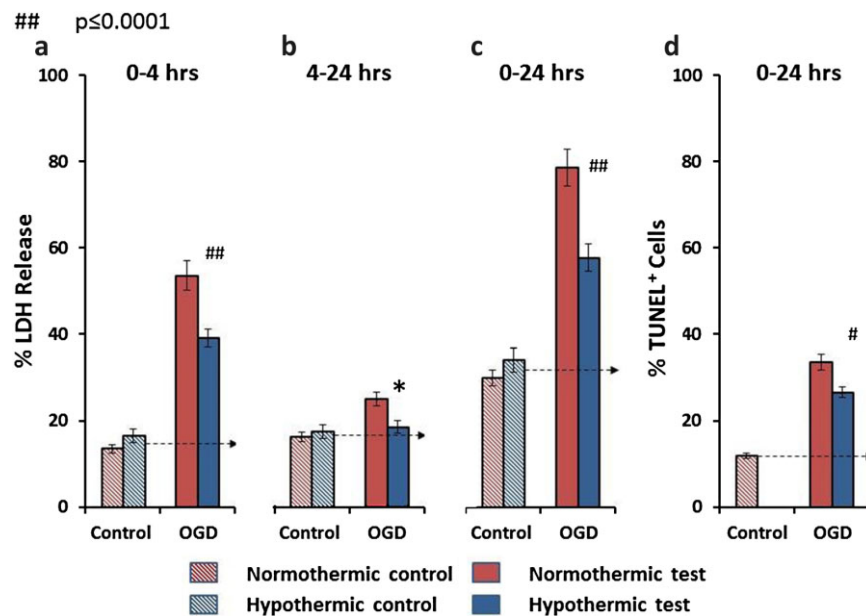 ## p≤0.0001
a b c d
0-4 hrs 4-24 hrs 0-24 hrs 0-24 hrs
% LDH Release
% TUNEL+ Cells
100 100
80 80
60 60
40 40
20 20
0 0
## * ## #
Control OGD Control OGD Control OGD Control OGD
Normothermic control Normothermic test
Hypothermic control Hypothermic test